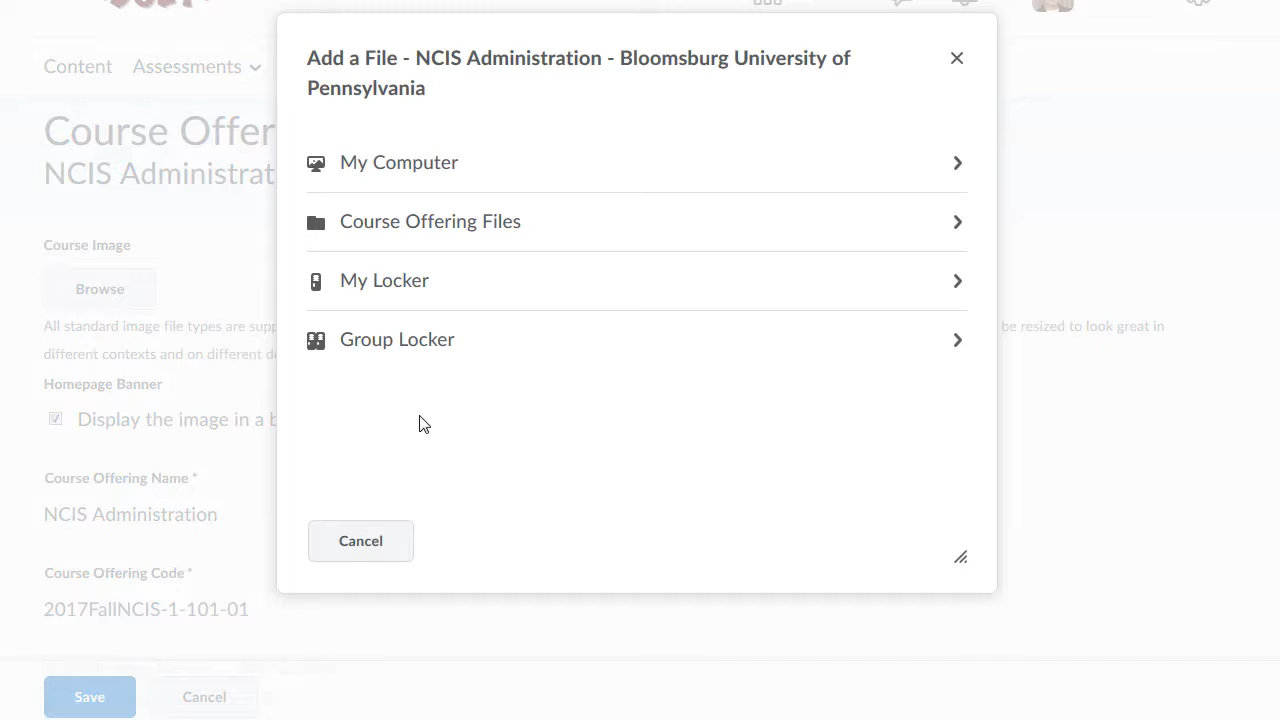 Add a File - NCIS Administration - Bloomsburg University of
Pennsylvania
My Computer
Course Offering Files
My Locker
Group Locker
Cancel
Content Assessments
Course Offer
NCIS Administrat
Course Image
Browse
All standard image file types are supp
be resized to look great in
different contexts and on different de
Homepage Banner
Display the image in a b
Course Offering Name *
NCIS Administration
Course Offering Code *
2017FallNCIS-1-101-01
Save Cancel